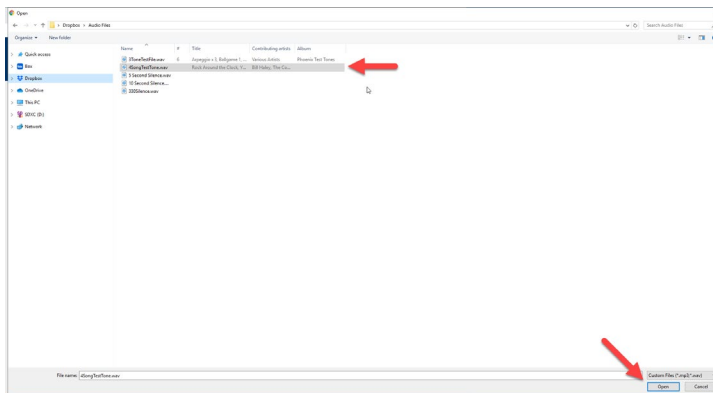 Open
Dropbox > Audio Files
Search Audio Files
Organize New folder
Name # Title Contributing artists Album
Quick access
Box
Dropbox
OneDrive
This PC
SDXC (D:)
Network
3ToneTestFile.wav Arpeggio x 3, Ballgame 1, ... Various Artists Phoenix Test Tones
4SongTestTone.wav Rock Around the Clock, T... Bill Haley, The Co...
5 Second Silence.wav
10 Second Silence....
330Silence.wav
File name: 4SongTestTone.wav
Custom Files (*.mp3;*.wav)
Open Cancel